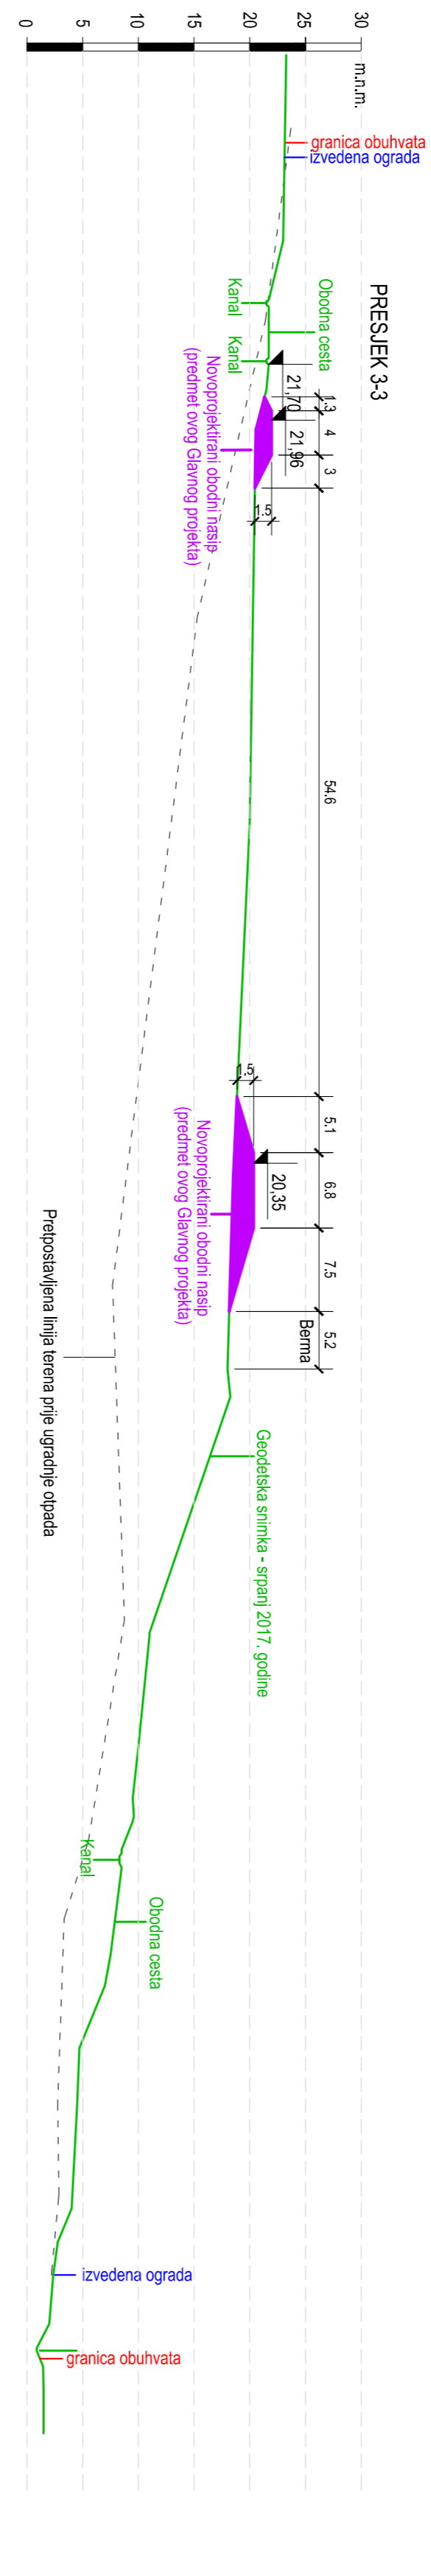 PRESJEK 3-3
m.n.m.
30
25
20
15
10
5
0
granica obuhvata
izvedena ograda
Obodna cesta
Kanal
Kanal
21,70
21,96
1.3
4
3
1.5
Novoprojektirani obodni nasip
(predmet ovog Glavnog projekta)
54.6
1.5
5.1
6.8
7.5
5.2
20,35
Berma
Novoprojektirani obodni nasip
(predmet ovog Glavnog projekta)
Pretpostavljena linija terena prije ugradnje otpada
Geodetska snimka - srpanj 2017. godine
Kanal
Obodna cesta
izvedena ograda
granica obuhvata